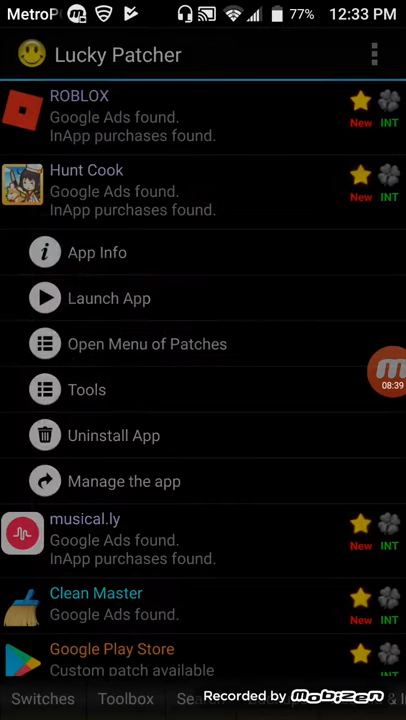 MetroP
77%
12:33 PM
Lucky Patcher
ROBLOX
Google Ads found.
InApp purchases found.
New
INT
Hunt Cook
Google Ads found.
InApp purchases found.
New
INT
App Info
Launch App
Open Menu of Patches
Tools
Uninstall App
Manage the app
08:39
musical.ly
Google Ads found.
InApp purchases found.
New
INT
Clean Master
Google Ads found.
New
INT
Google Play Store
Custom patch available
Switches
Toolbox
Recorded by MOBIZEN